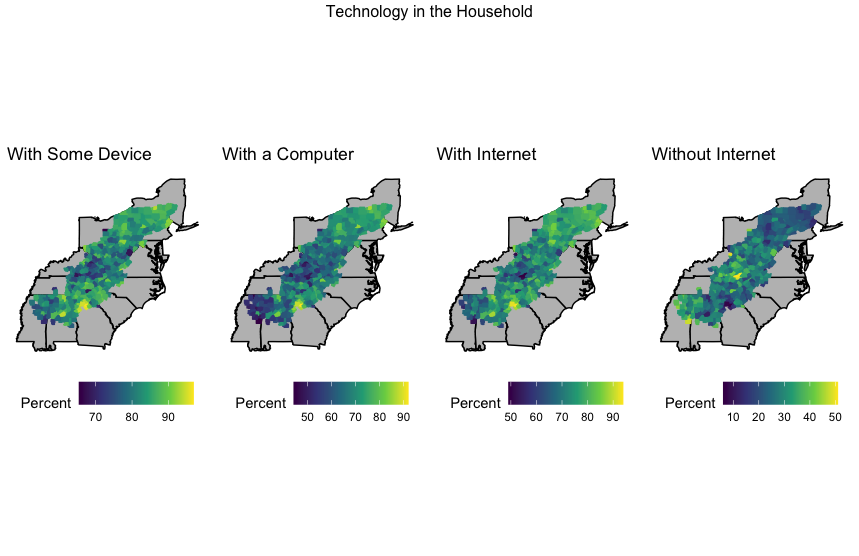 Technology in the Household
With Some Device
With a Computer
With Internet
Without Internet
Percent
70 80 90
Percent
50 60 70 80 90
Percent
50 60 70 80 90
Percent
10 20 30 40 50